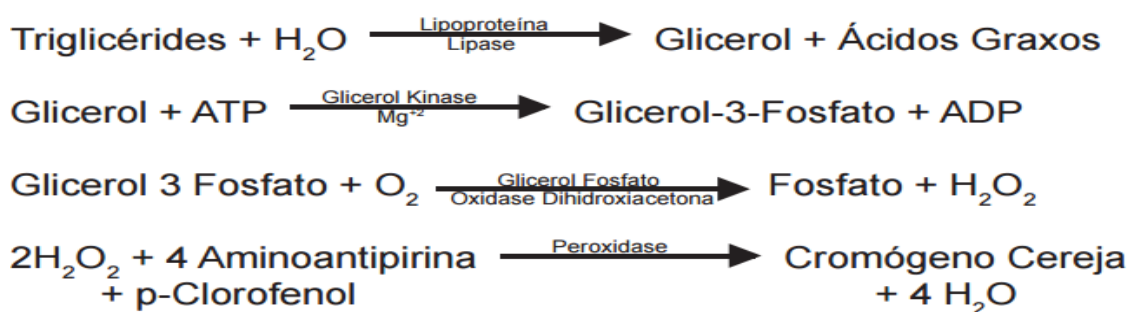 Triglicérides + H₂O Lipoproteína Lipase Glicerol + Ácidos Graxos
Glicerol + ATP Glicerol Kinase Mg⁺² Glicerol-3-Fosfato + ADP
Glicerol 3 Fosfato + O₂ Glicerol Fosfato Oxidase Dihidroxiacetona Fosfato + H₂O₂
2H₂O₂ + 4 Aminoantipirina Peroxidase Cromógeno Cereja
+ p-Clorofenol + 4 H₂O